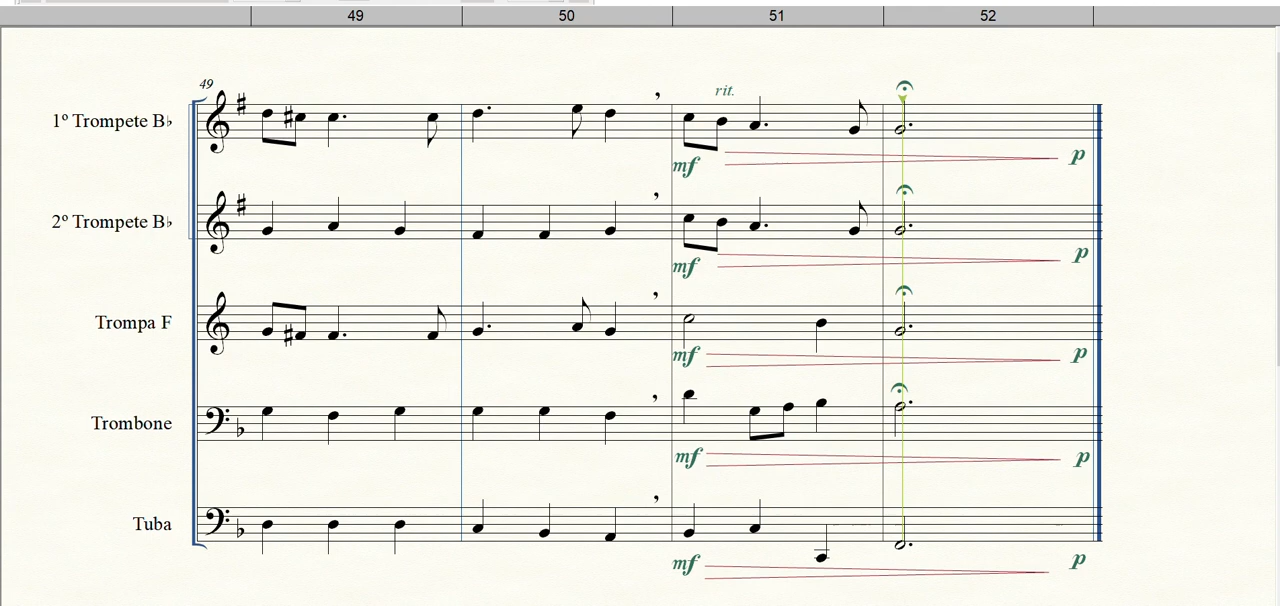 49 50 51 52
49
rit.
1º Trompete B♭
mf p
2º Trompete B♭
mf p
Trompa F
mf p
Trombone
mf p
Tuba
mf p